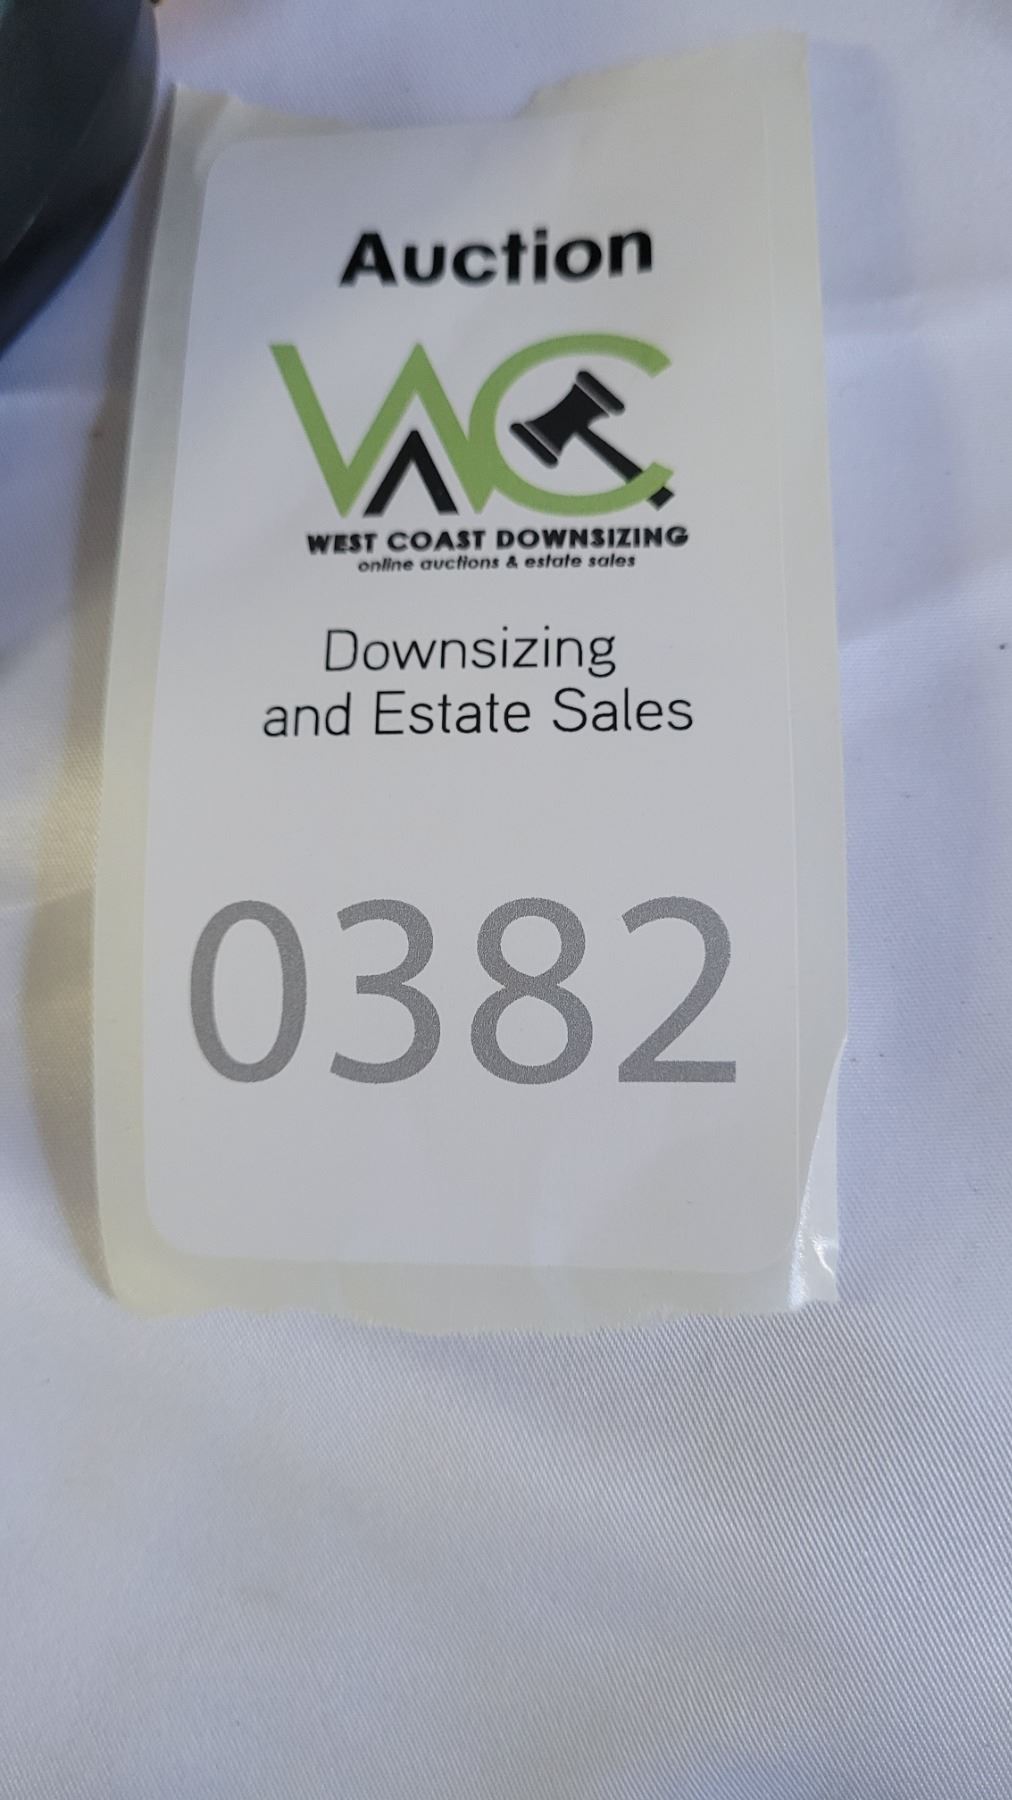 Auction
WC
WEST COAST DOWNSIZING
online auctions & estate sales
Downsizing
and Estate Sales
0382